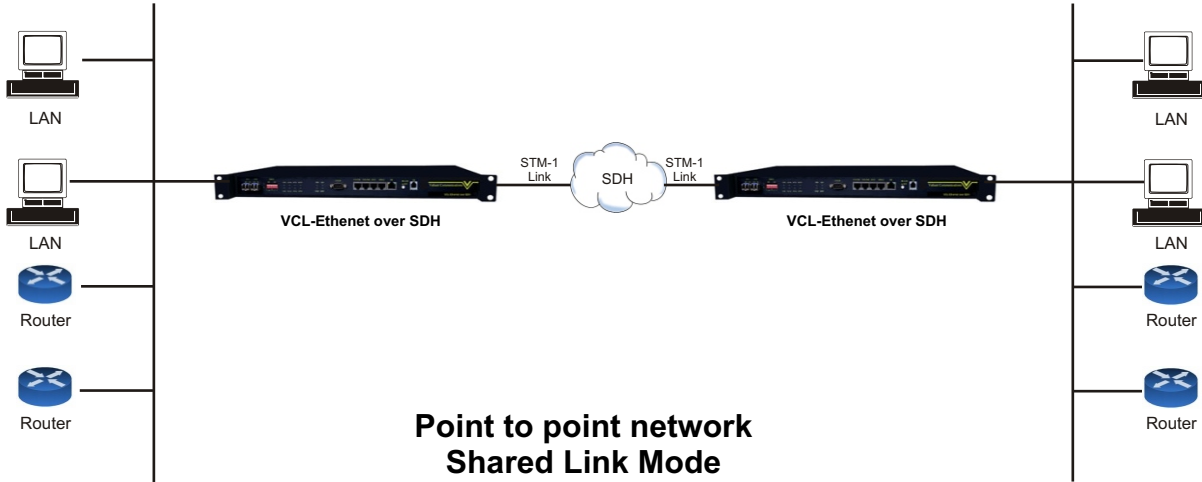 LAN
LAN
Router
Router
VCL-Ethenet over SDH
STM-1
Link
SDH
STM-1
Link
VCL-Ethenet over SDH
LAN
LAN
Router
Router
Point to point network
Shared Link Mode